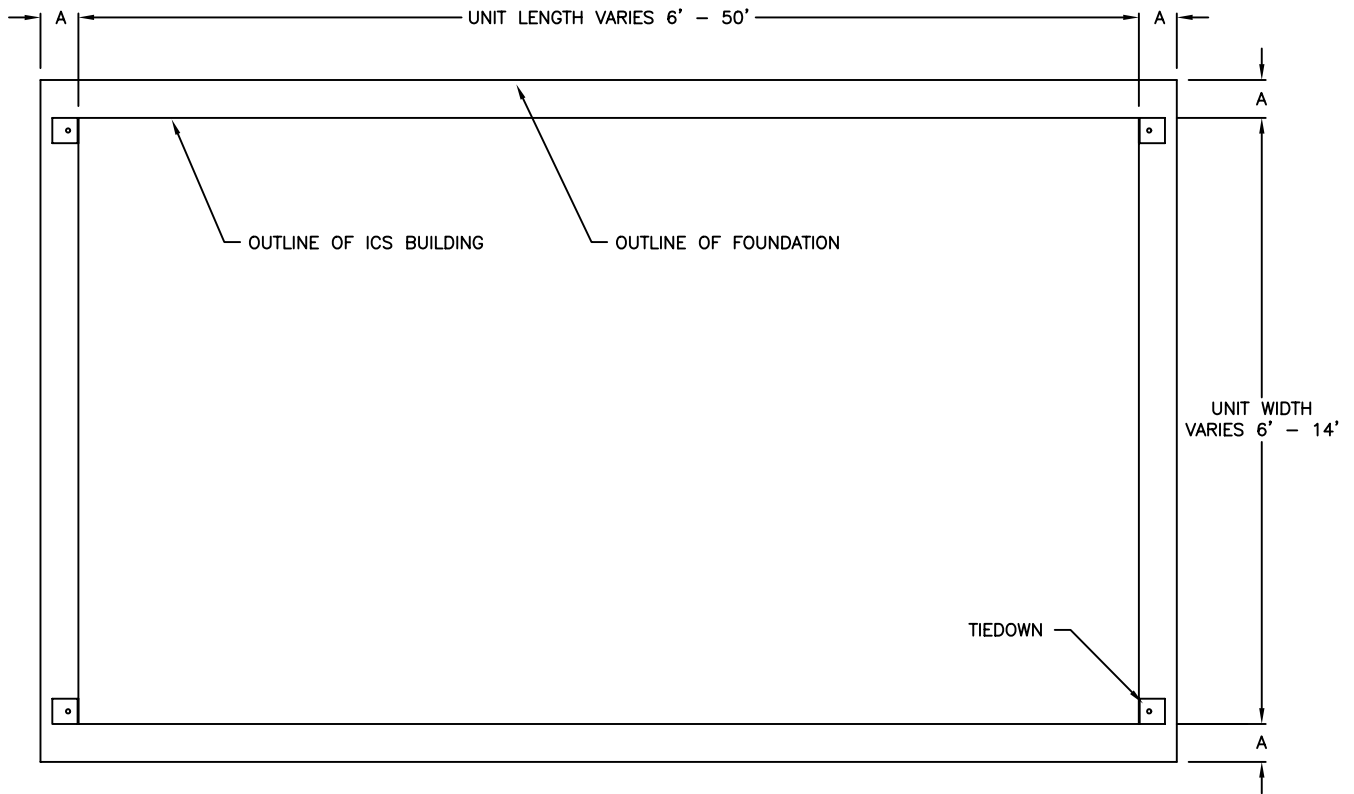 A
UNIT LENGTH VARIES 6' - 50'
A
A
OUTLINE OF ICS BUILDING
OUTLINE OF FOUNDATION
UNIT WIDTH
VARIES 6' - 14'
TIEDOWN
A